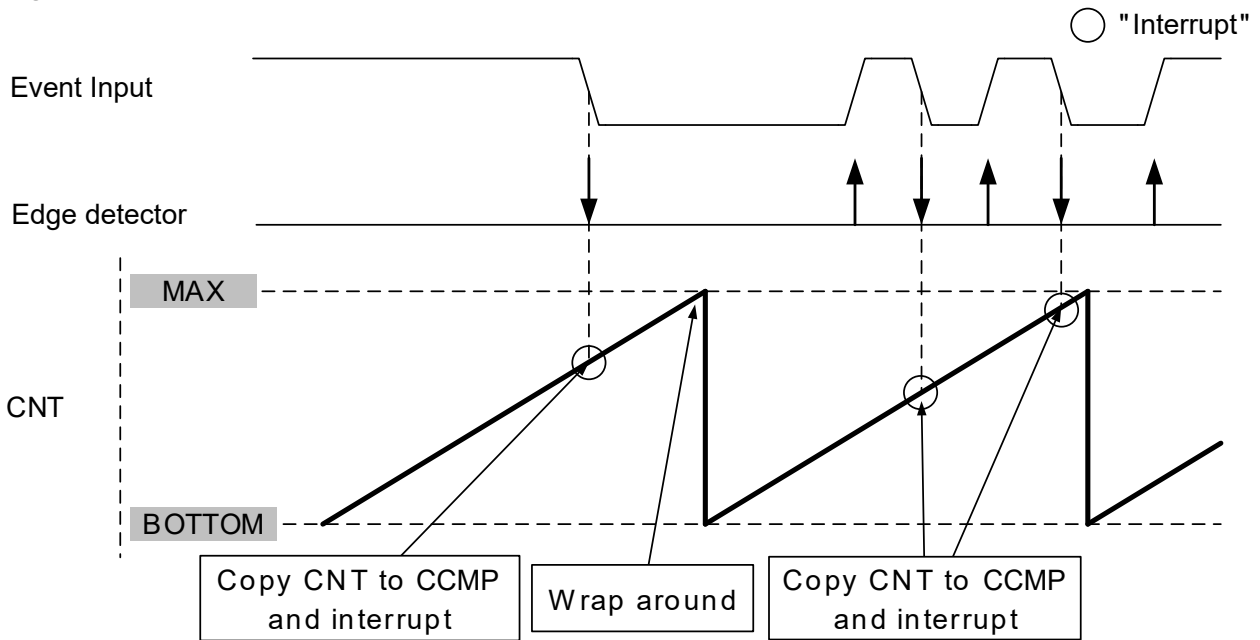 "Interrupt"
Event Input
Edge detector
MAX
CNT
BOTTOM
Copy CNT to CCMP
and interrupt
Wrap around
Copy CNT to CCMP
and interrupt